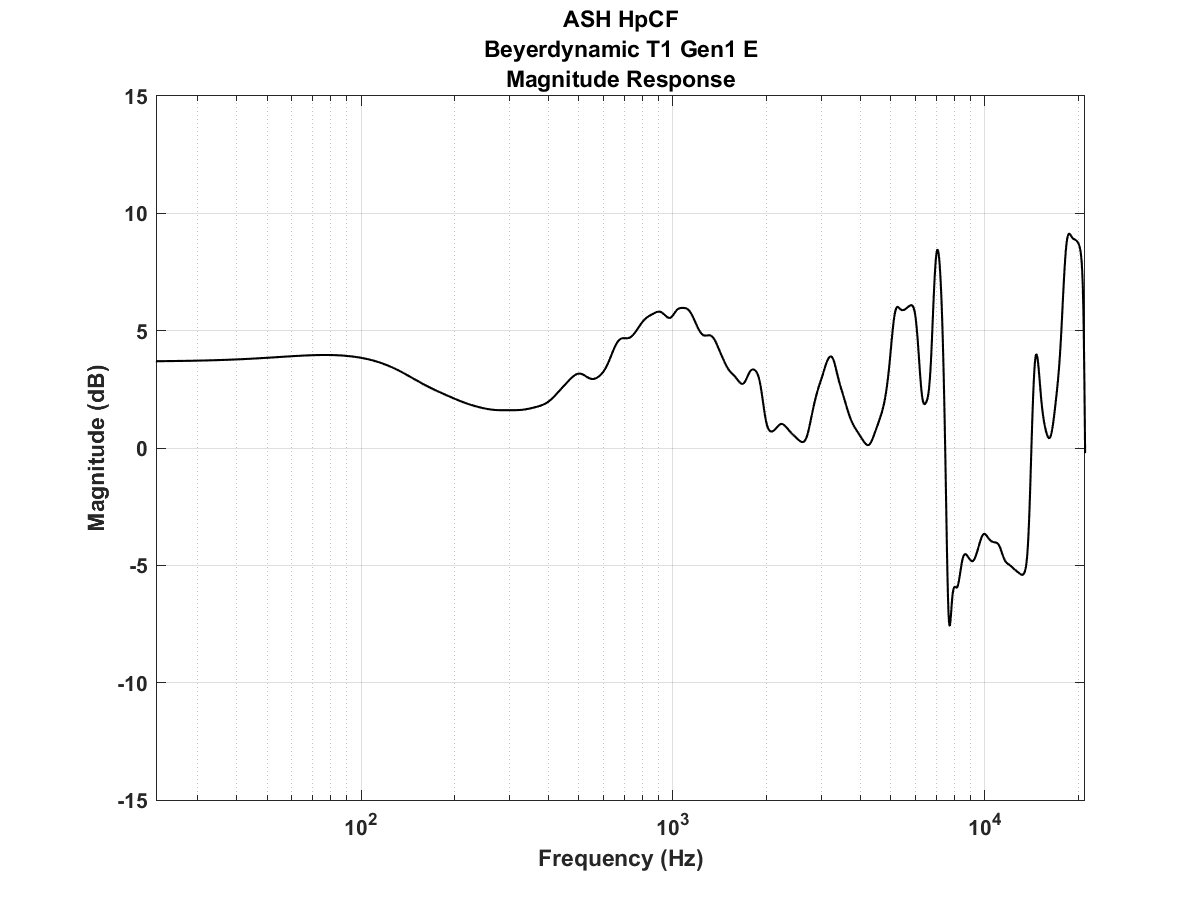 ASH HpCF
Beyerdynamic T1 Gen1 E
Magnitude Response
15
10
5
0
-5
-10
-15
Magnitude (dB)
10² 10³ 10⁴
Frequency (Hz)